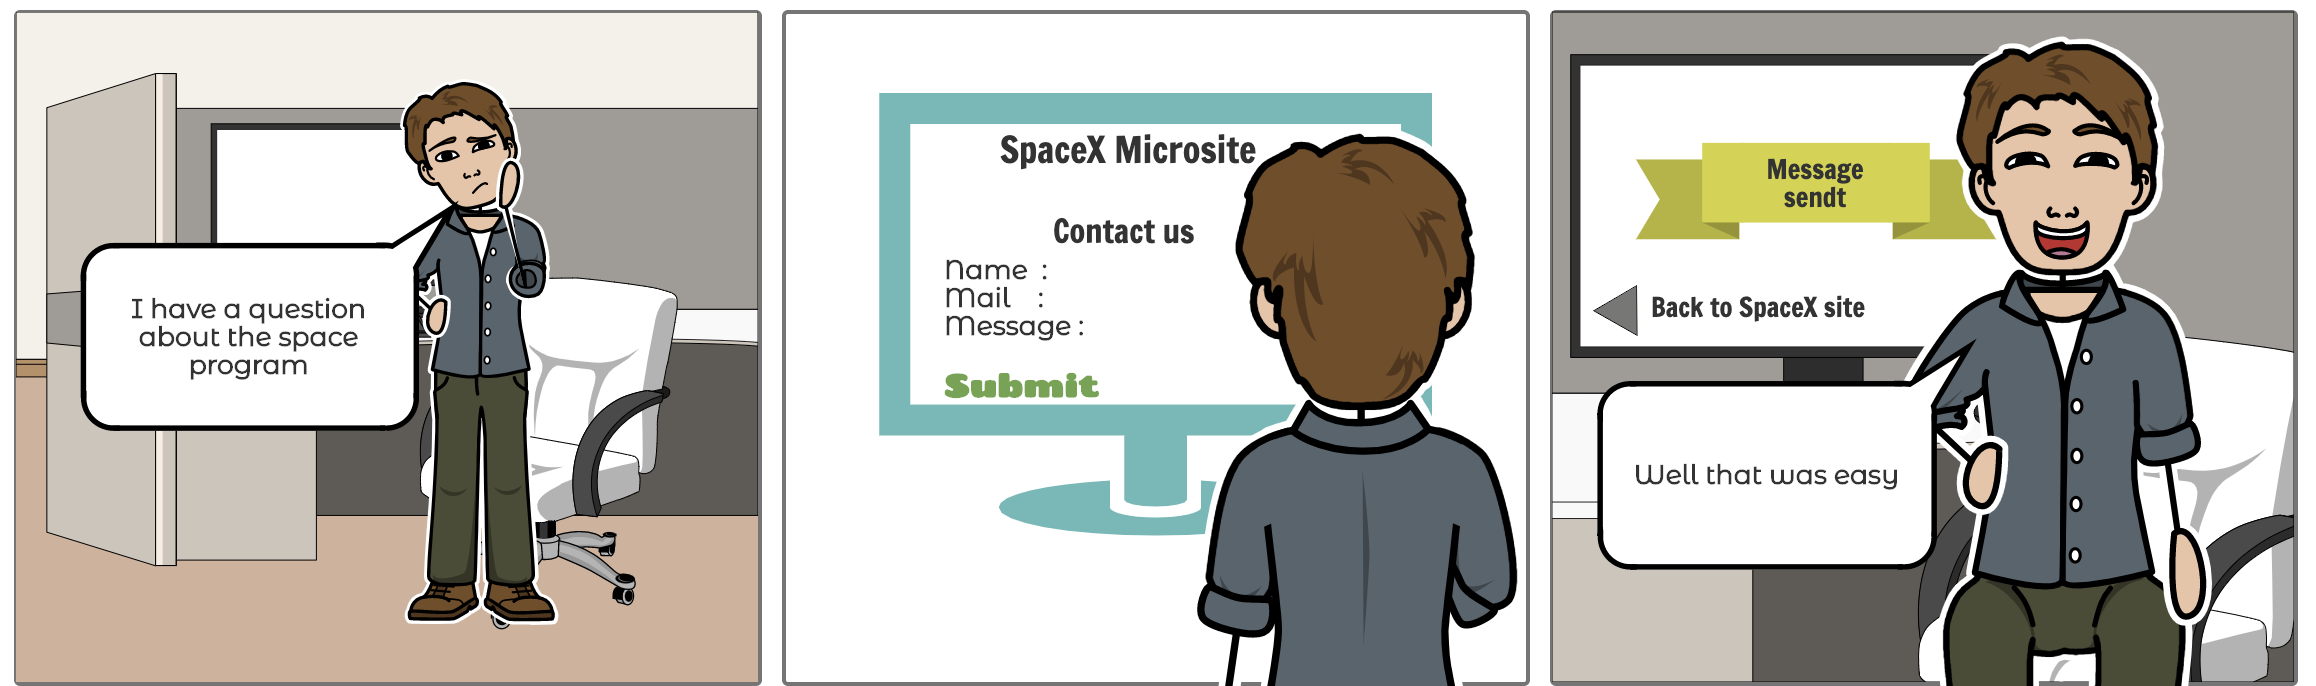 I have a question
about the space
program
SpaceX Microsite
Contact us
Name :
Mail :
Message :
Submit
Message
sendt
Back to SpaceX site
Well that was easy